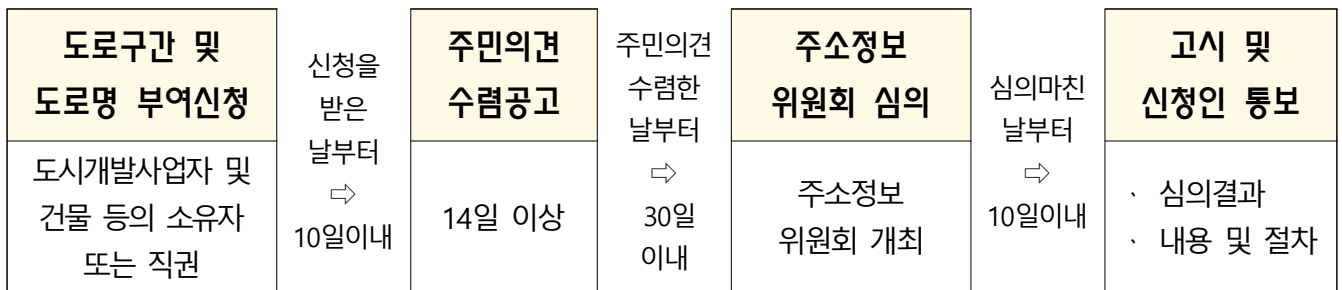 도로구간 및
도로명 부여신청
도시개발사업자 및
건물 등의 소유자
또는 직권
신청을
받은
날부터
⇨
10일이내
주민의견
수렴공고
14일 이상
주민의견
수렴한
날부터
⇨
30일
이내
주소정보
위원회 심의
주소정보
위원회 개최
심의마친
날부터
⇨
10일이내
고시 및
신청인 통보
、 심의결과
、 내용 및 절차